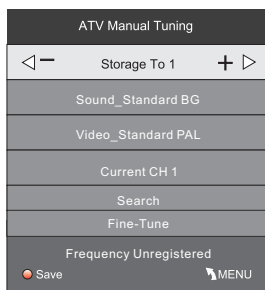 ATV Manual Tuning
Storage To 1
Sound_Standard BG
Video_Standard PAL
Current CH 1
Search
Fine-Tune
Frequency Unregistered
Save MENU